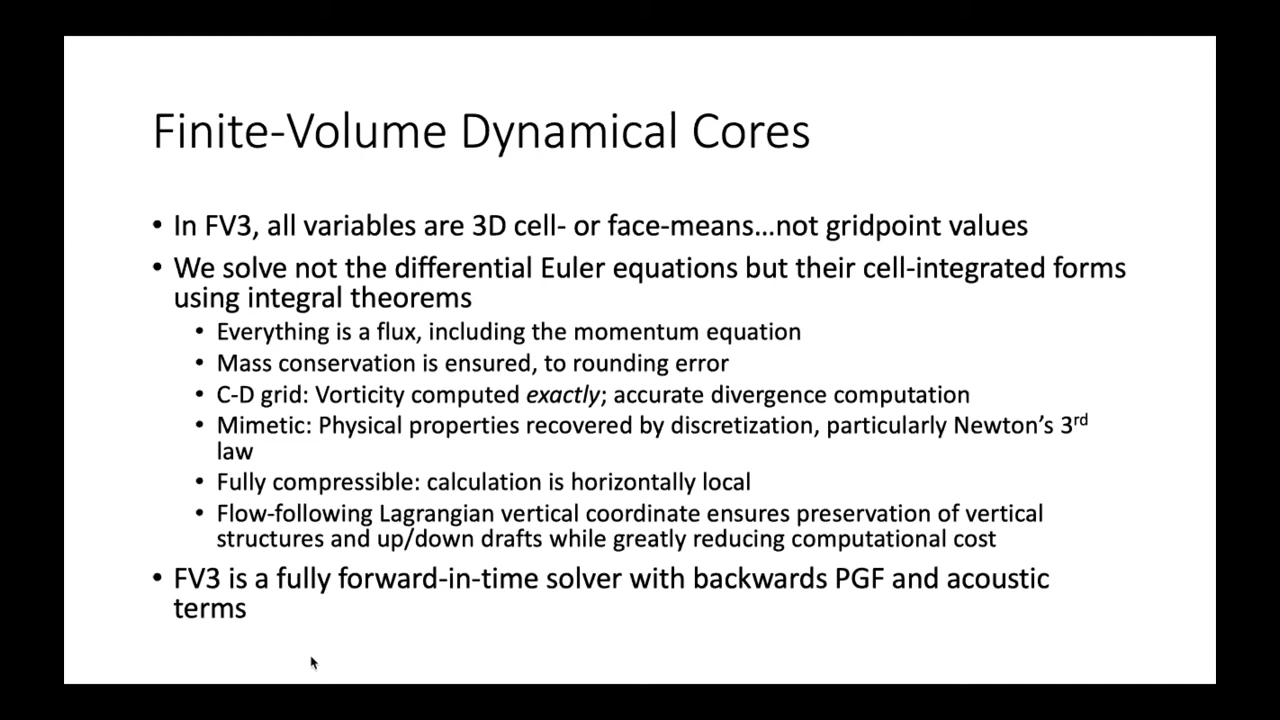 Finite-Volume Dynamical Cores
• In FV3, all variables are 3D cell- or face-means…not gridpoint values
• We solve not the differential Euler equations but their cell-integrated forms
using integral theorems
• Everything is a flux, including the momentum equation
• Mass conservation is ensured, to rounding error
• C-D grid: Vorticity computed exactly; accurate divergence computation
• Mimetic: Physical properties recovered by discretization, particularly Newton’s 3rd
law
• Fully compressible: calculation is horizontally local
• Flow-following Lagrangian vertical coordinate ensures preservation of vertical
structures and up/down drafts while greatly reducing computational cost
• FV3 is a fully forward-in-time solver with backwards PGF and acoustic
terms